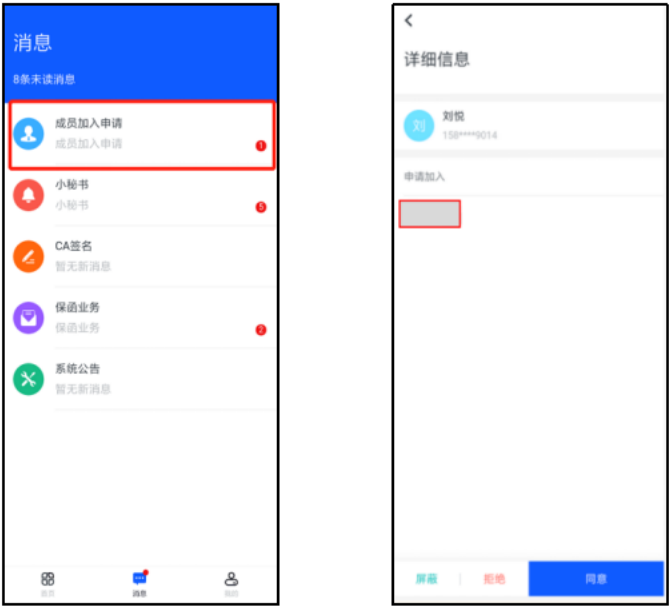 消息
8条未读消息
成员加入申请
成员加入申请
1
小秘书
小秘书
5
CA签名
暂无新消息
保函业务
保函业务
2
系统公告
暂无新消息
首页
消息
我的
详细信息
刘
刘悦
158****9014
申请加入
屏蔽
拒绝
同意